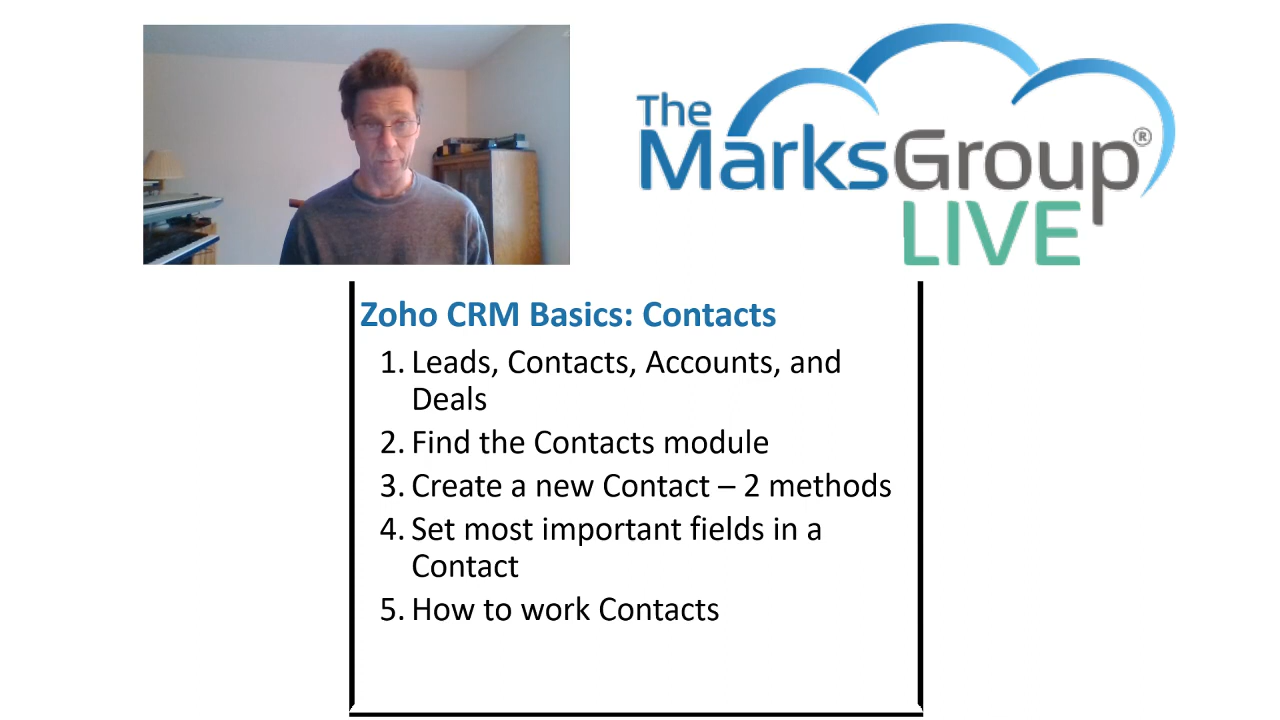 The
MarksGroup®
LIVE
Zoho CRM Basics: Contacts
1. Leads, Contacts, Accounts, and
Deals
2. Find the Contacts module
3. Create a new Contact – 2 methods
4. Set most important fields in a
Contact
5. How to work Contacts